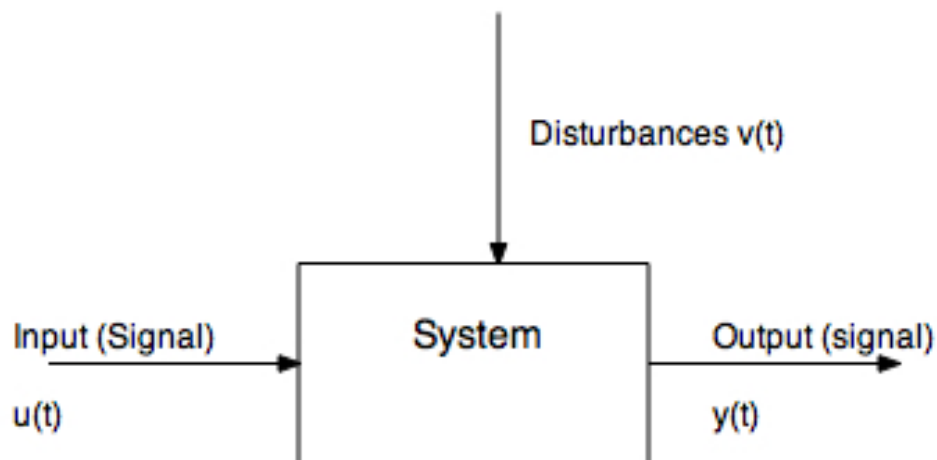 Disturbances v(t)
Input (Signal)
System
Output (signal)
u(t)
y(t)